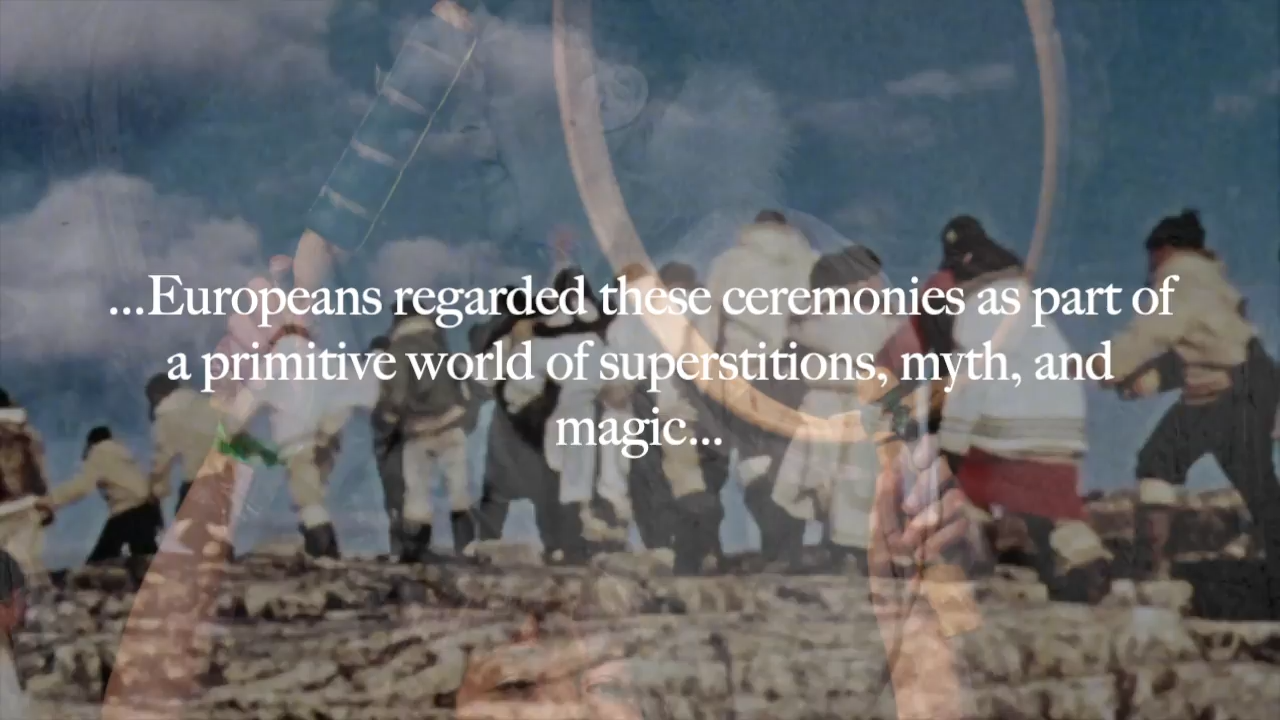 ...Europeans regarded these ceremonies as part of
a primitive world of superstitions, myth, and
magic...